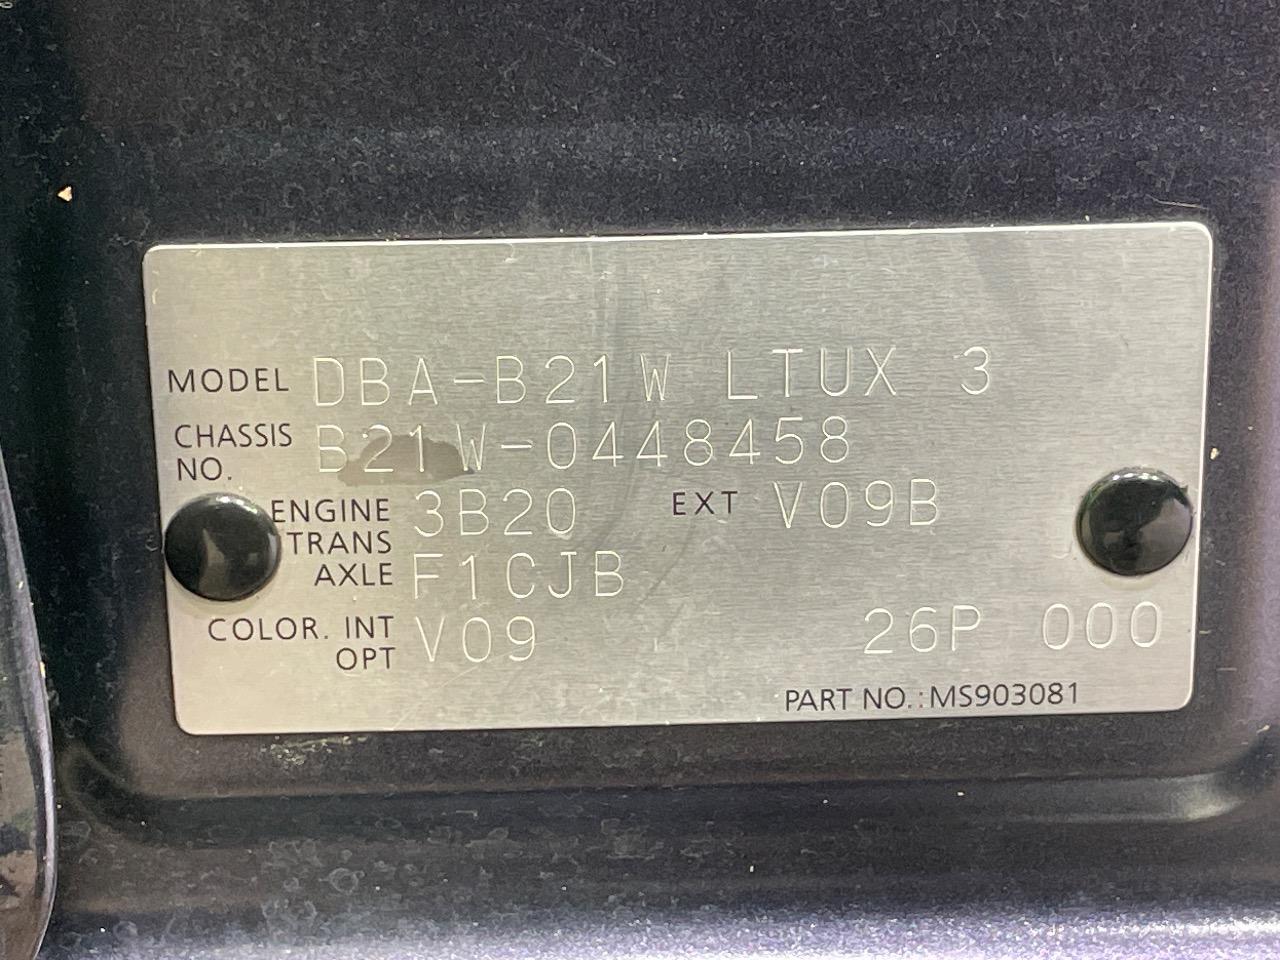 MODEL DBA-B21W LTUX 3
CHASSIS NO. B21W-0448458
ENGINE 3B20 EXT V09B
TRANS AXLE F1CJB
COLOR. INT V09 26P 000
OPT
PART NO.:MS903081